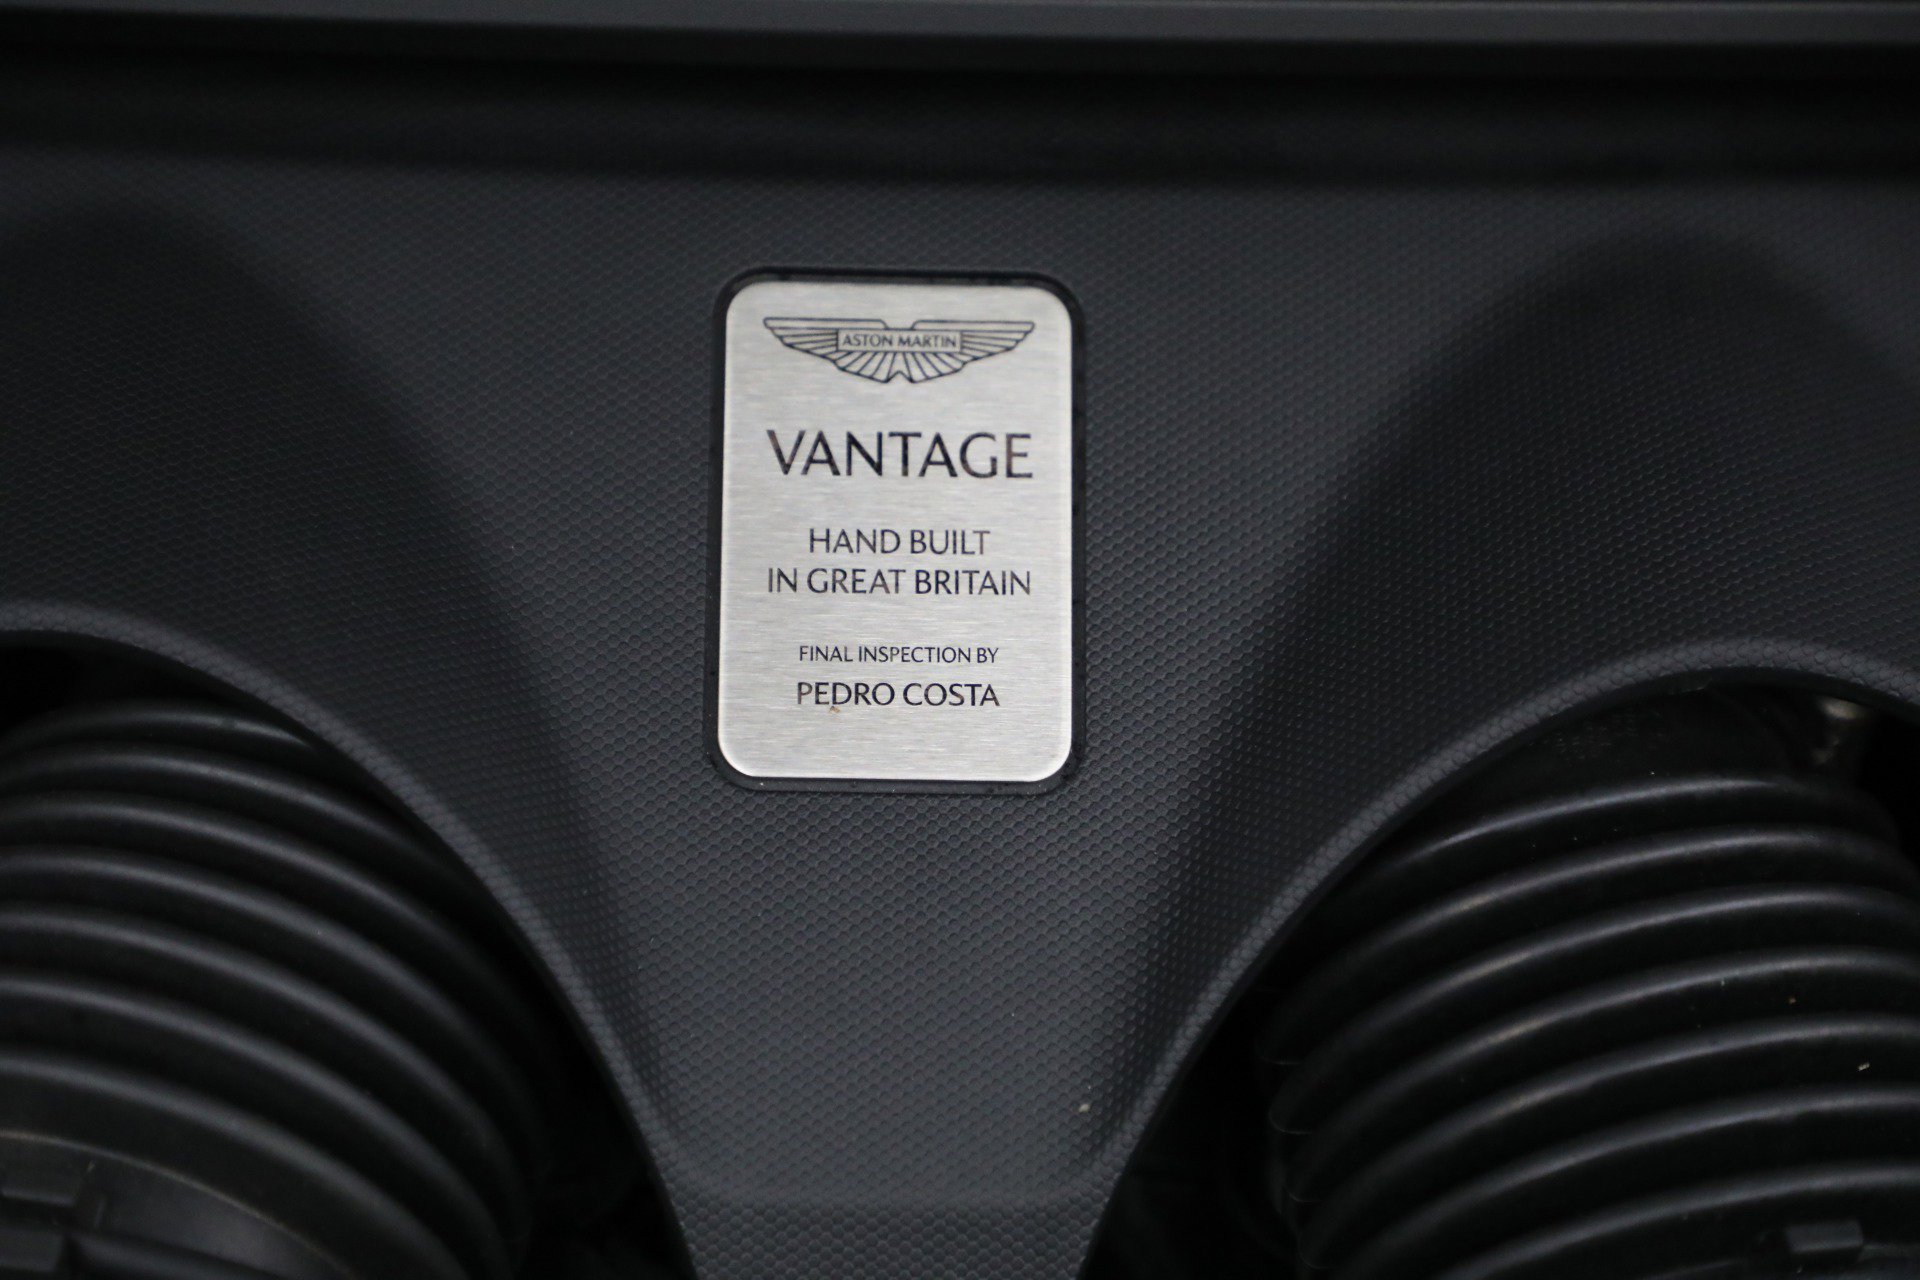 ASTON MARTIN
VANTAGE
HAND BUILT
IN GREAT BRITAIN
FINAL INSPECTION BY
PEDRO COSTA